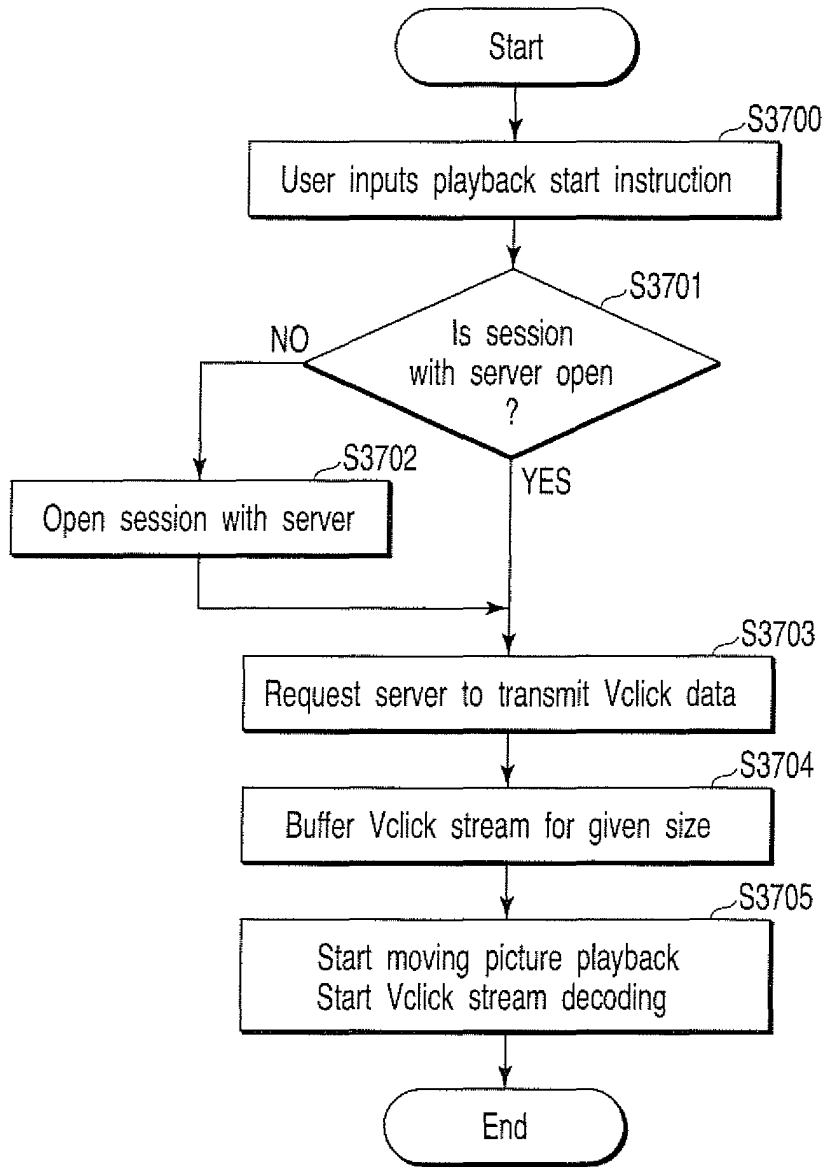 Start
S3700
User inputs playback start instruction
S3701
Is session
with server open
?
NO
YES
S3702
Open session with server
S3703
Request server to transmit Vclick data
S3704
Buffer Vclick stream for given size
S3705
Start moving picture playback
Start Vclick stream decoding
End